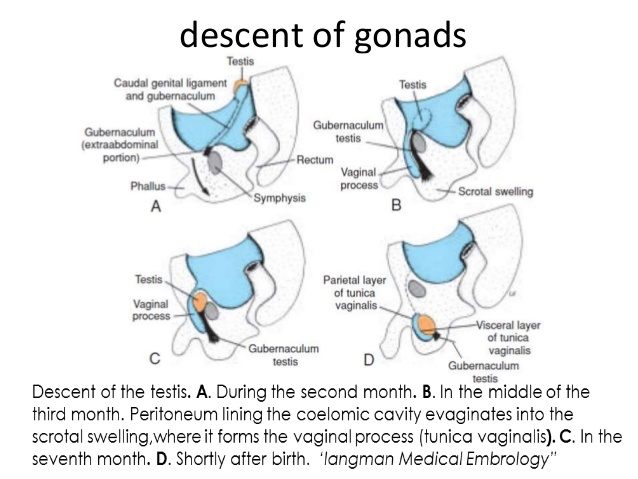 descent of gonads
Testis
Caudal genital ligament
and gubernaculum
Gubernaculum
(extraabdominal
portion)
Phallus
Rectum
Symphysis
A
Testis
Gubernaculum
testis
Vaginal
process
Scrotal swelling
B
Testis
Vaginal
process
Gubernaculum
testis
C
Parietal layer
of tunica
vaginalis
Visceral layer
of tunica
vaginalis
Gubernaculum
testis
D
Descent of the testis. A. During the second month. B. In the middle of the
third month. Peritoneum lining the coelomic cavity evaginates into the
scrotal swelling,where it forms the vaginal process (tunica vaginalis). C. In the
seventh month. D. Shortly after birth. 'langman Medical Embrology"